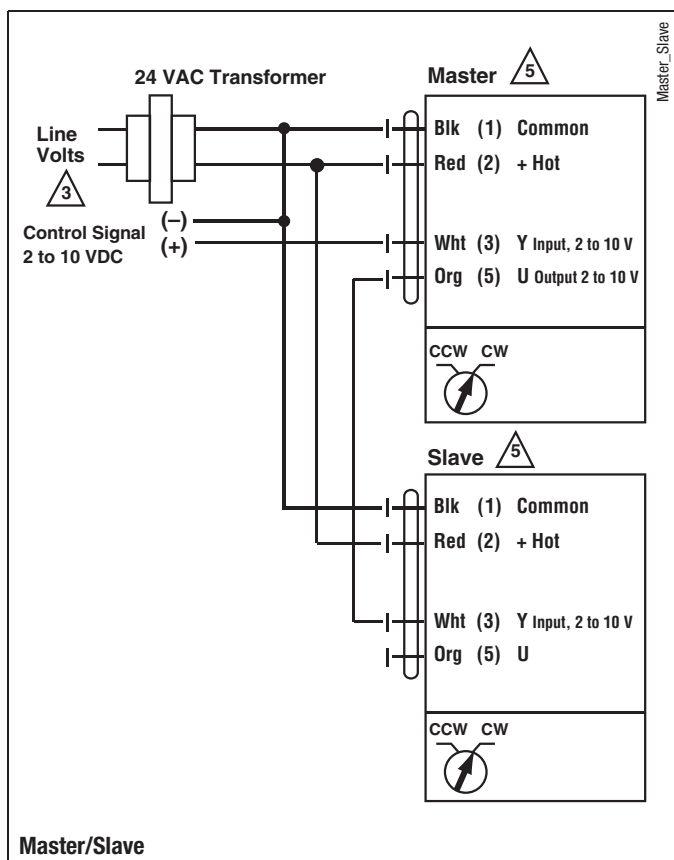 Master_Slave
24 VAC Transformer
Line
Volts
3
Control Signal
2 to 10 VDC
(–)
(+)
Master 5
Blk (1) Common
Red (2) + Hot
Wht (3) Y Input, 2 to 10 V
Org (5) U Output 2 to 10 V
CCW CW
Slave 5
Blk (1) Common
Red (2) + Hot
Wht (3) Y Input, 2 to 10 V
Org (5) U
CCW CW
Master/Slave